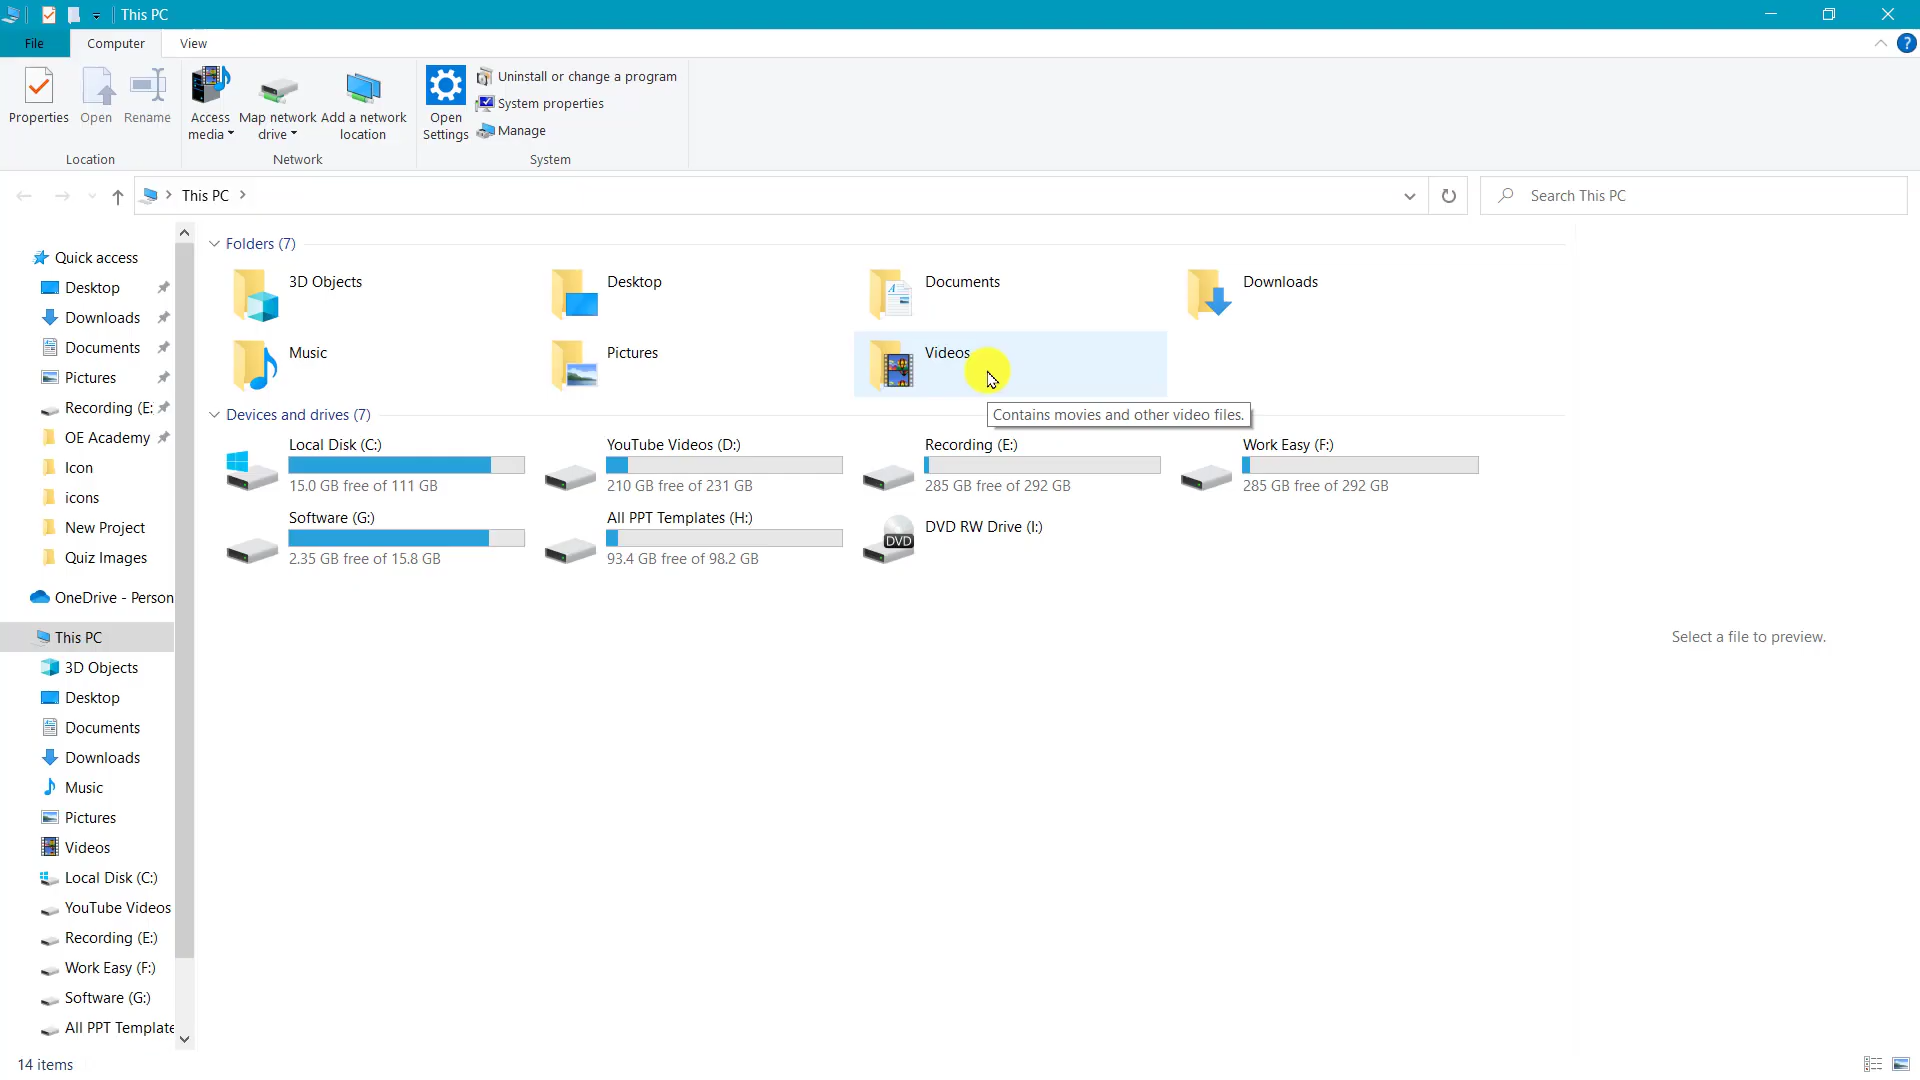 This PC
File
Computer
View
?
Properties
Open
Rename
Access
media
Map network
drive
Add a network
location
Open
Settings
Uninstall or change a program
System properties
Manage
Location
Network
System
This PC
Search This PC
Quick access
Desktop
Downloads
Documents
Pictures
Recording (E:
OE Academy
Icon
icons
New Project
Quiz Images
OneDrive - Person
This PC
3D Objects
Desktop
Documents
Downloads
Music
Pictures
Videos
Local Disk (C:)
YouTube Videos
Recording (E:)
Work Easy (F:)
Software (G:)
All PPT Template
Folders (7)
3D Objects
Desktop
Documents
Downloads
Music
Pictures
Videos
Contains movies and other video files.
Devices and drives (7)
Local Disk (C:)
15.0 GB free of 111 GB
YouTube Videos (D:)
210 GB free of 231 GB
Recording (E:)
285 GB free of 292 GB
Work Easy (F:)
285 GB free of 292 GB
Software (G:)
2.35 GB free of 15.8 GB
All PPT Templates (H:)
93.4 GB free of 98.2 GB
DVD
DVD RW Drive (I:)
Select a file to preview.
14 items